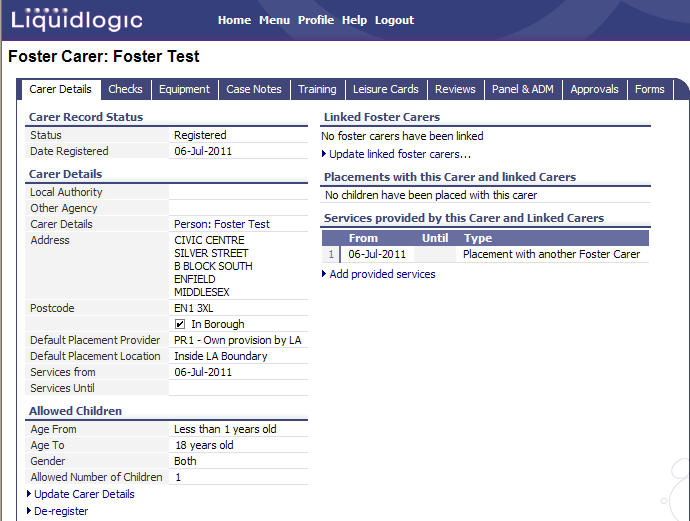 Liquidlogic
Home Menu Profile Help Logout
Foster Carer: Foster Test
Carer Details Checks Equipment Case Notes Training Leisure Cards Reviews Panel & ADM Approvals Forms
Carer Record Status
Status Registered
Date Registered 06-Jul-2011
Carer Details
Local Authority
Other Agency
Carer Details Person: Foster Test
Address CIVIC CENTRE
SILVER STREET
B BLOCK SOUTH
ENFIELD
MIDDLESEX
Postcode EN1 3XL
In Borough
Default Placement Provider PR1 - Own provision by LA
Default Placement Location Inside LA Boundary
Services from 06-Jul-2011
Services Until
Allowed Children
Age From Less than 1 years old
Age To 18 years old
Gender Both
Allowed Number of Children 1
Update Carer Details
De-register
Linked Foster Carers
No foster carers have been linked
Update linked foster carers...
Placements with this Carer and linked Carers
No children have been placed with this carer
Services provided by this Carer and Linked Carers
From Until Type
1 06-Jul-2011 Placement with another Foster Carer
Add provided services